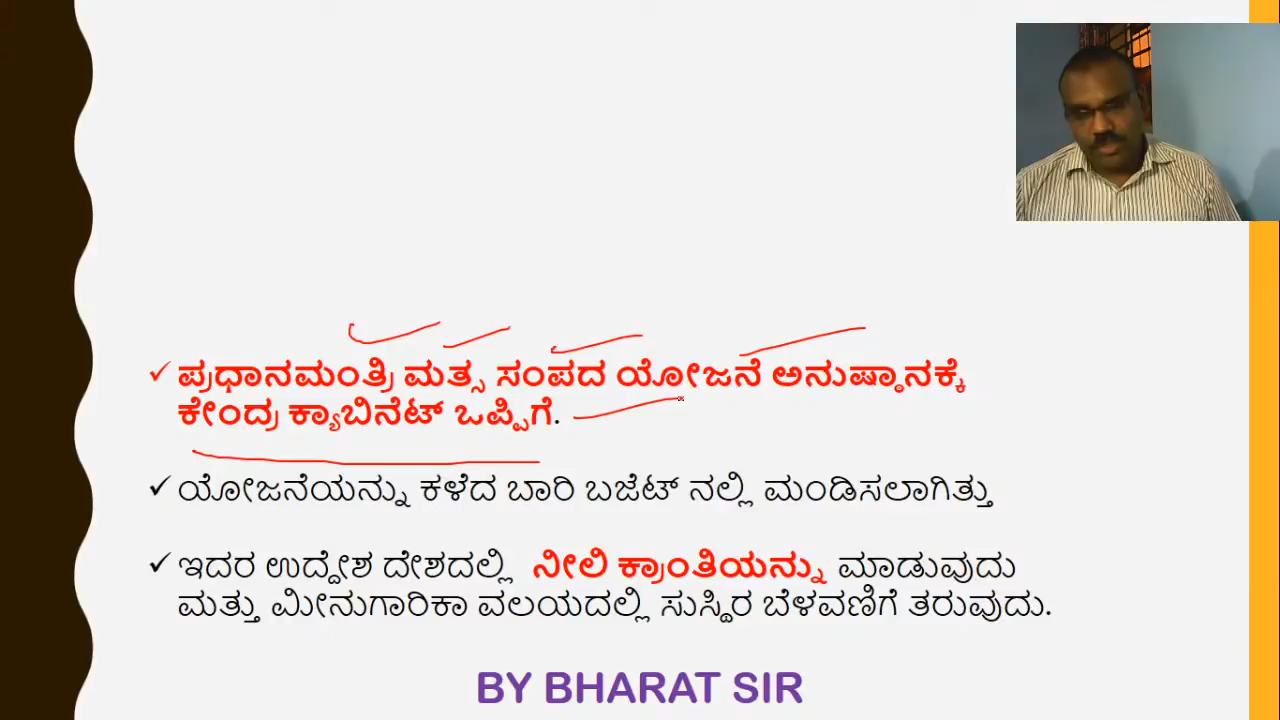 ಪ್ರಧಾನಮಂತ್ರಿ ಮತ್ಸ ಸಂಪದ ಯೋಜನೆ ಅನುಷ್ಠಾನಕ್ಕೆ
ಕೇಂದ್ರ ಕ್ಯಾಬಿನೆಟ್ ಒಪ್ಪಿಗೆ.
ಯೋಜನೆಯನ್ನು ಕಳೆದ ಬಾರಿ ಬಜೆಟ್ ನಲ್ಲಿ ಮಂಡಿಸಲಾಗಿತ್ತು
ಇದರ ಉದ್ದೇಶ ದೇಶದಲ್ಲಿ ನೀಲಿ ಕ್ರಾಂತಿಯನ್ನು ಮಾಡುವುದು
ಮತ್ತು ಮೀನುಗಾರಿಕಾ ವಲಯದಲ್ಲಿ ಸುಸ್ಥಿರ ಬೆಳವಣಿಗೆ ತರುವುದು.
BY BHARAT SIR